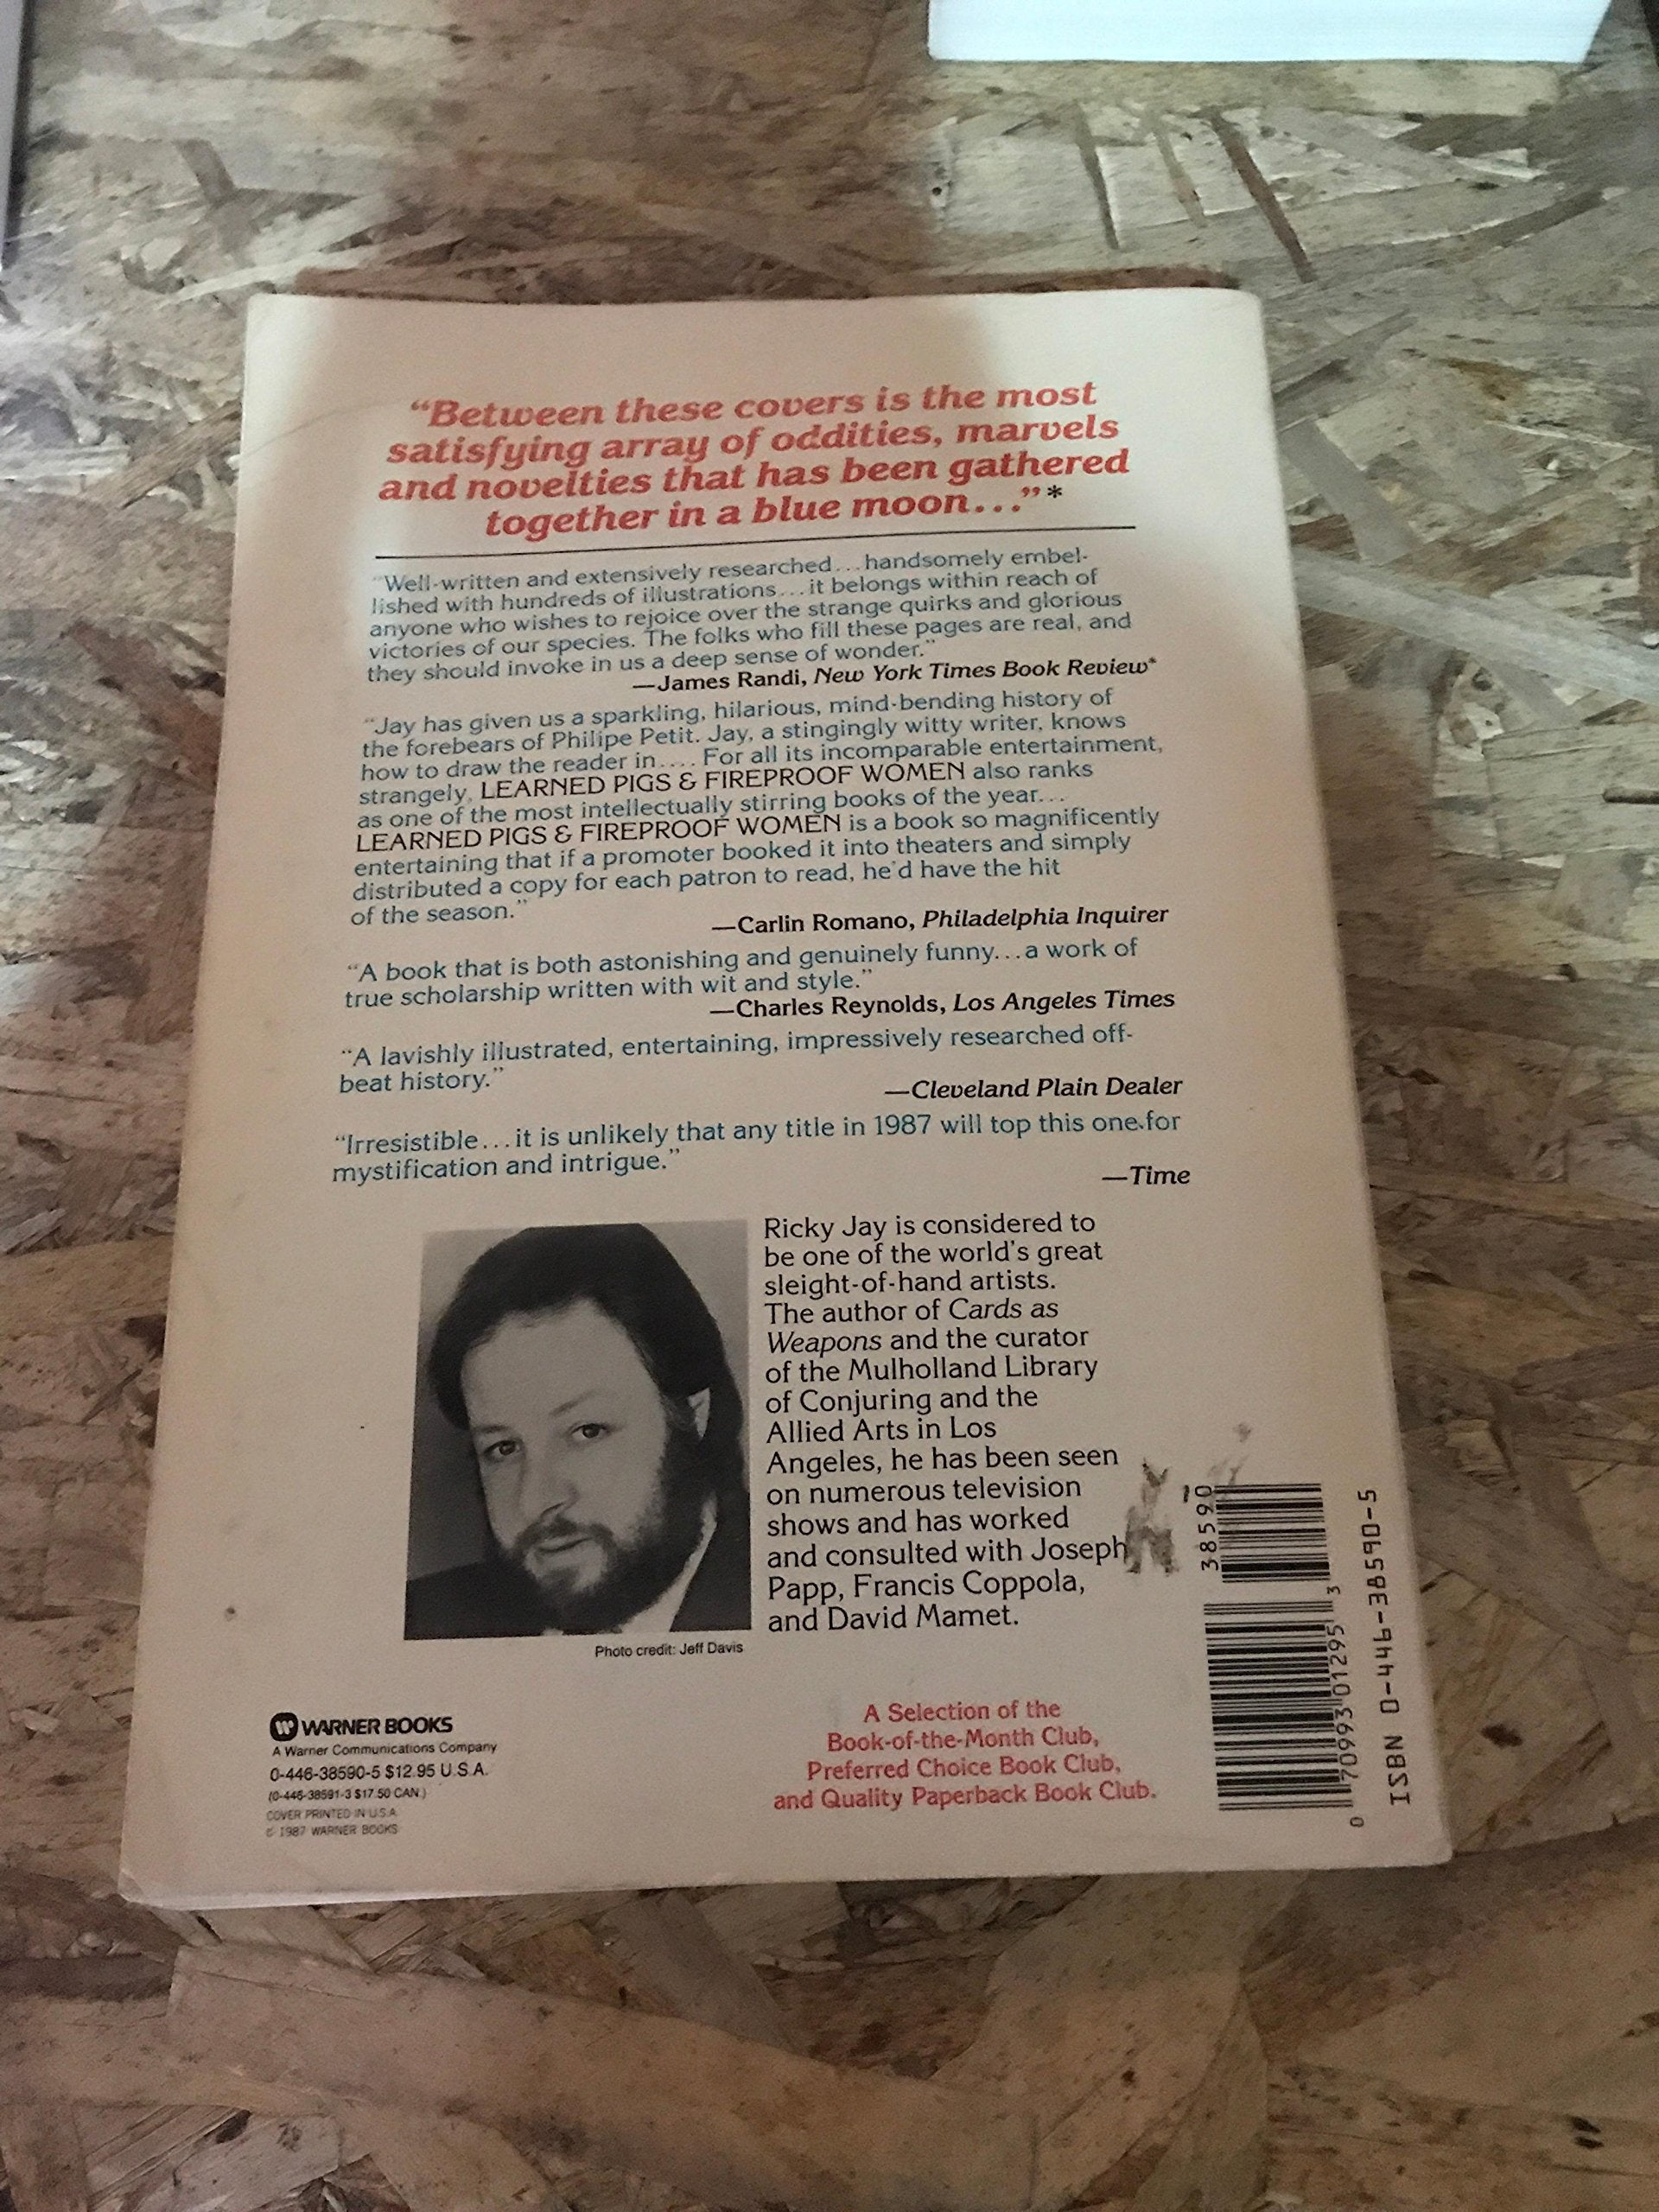 “Between these covers is the most
satisfying array of oddities, marvels
and novelties that has been gathered
together in a blue moon...”*
“Well-written and extensively researched...handsomely embel-
lished with hundreds of illustrations...it belongs within reach of
anyone who wishes to rejoice over the strange quirks and glorious
victories of our species. The folks who fill these pages are real, and
they should invoke in us a deep sense of wonder.”
—James Randi, New York Times Book Review*
“Jay has given us a sparkling, hilarious, mind-bending history of
the forebears of Philipe Petit. Jay, a stingingly witty writer, knows
how to draw the reader in.... For all its incomparable entertainment,
strangely, LEARNED PIGS & FIREPROOF WOMEN also ranks
as one of the most intellectually stirring books of the year...
LEARNED PIGS & FIREPROOF WOMEN is a book so magnificently
entertaining that if a promoter booked it into theaters and simply
distributed a copy for each patron to read, he'd have the hit
of the season.”
—Carlin Romano, Philadelphia Inquirer
“A book that is both astonishing and genuinely funny...a work of
true scholarship written with wit and style.”
—Charles Reynolds, Los Angeles Times
“A lavishly illustrated, entertaining, impressively researched off-
beat history.”
—Cleveland Plain Dealer
“Irresistible...it is unlikely that any title in 1987 will top this one for
mystification and intrigue.”
—Time
Ricky Jay is considered to
be one of the world's great
sleight-of-hand artists.
The author of Cards as
Weapons and the curator
of the Mulholland Library
of Conjuring and the
Allied Arts in Los
Angeles, he has been seen
on numerous television
shows and has worked
and consulted with Joseph
Papp, Francis Coppola,
and David Mamet.
Photo credit: Jeff Davis
W WARNER BOOKS
A Warner Communications Company
0-446-38590-5 $12.95 U.S.A.
(0-446-38591-3 $17.50 CAN.)
COVER PRINTED IN U.S.A.
© 1987 WARNER BOOKS
A Selection of the
Book-of-the-Month Club,
Preferred Choice Book Club,
and Quality Paperback Book Club.
38590
0 70993 01295 3
ISBN 0-446-38590-5